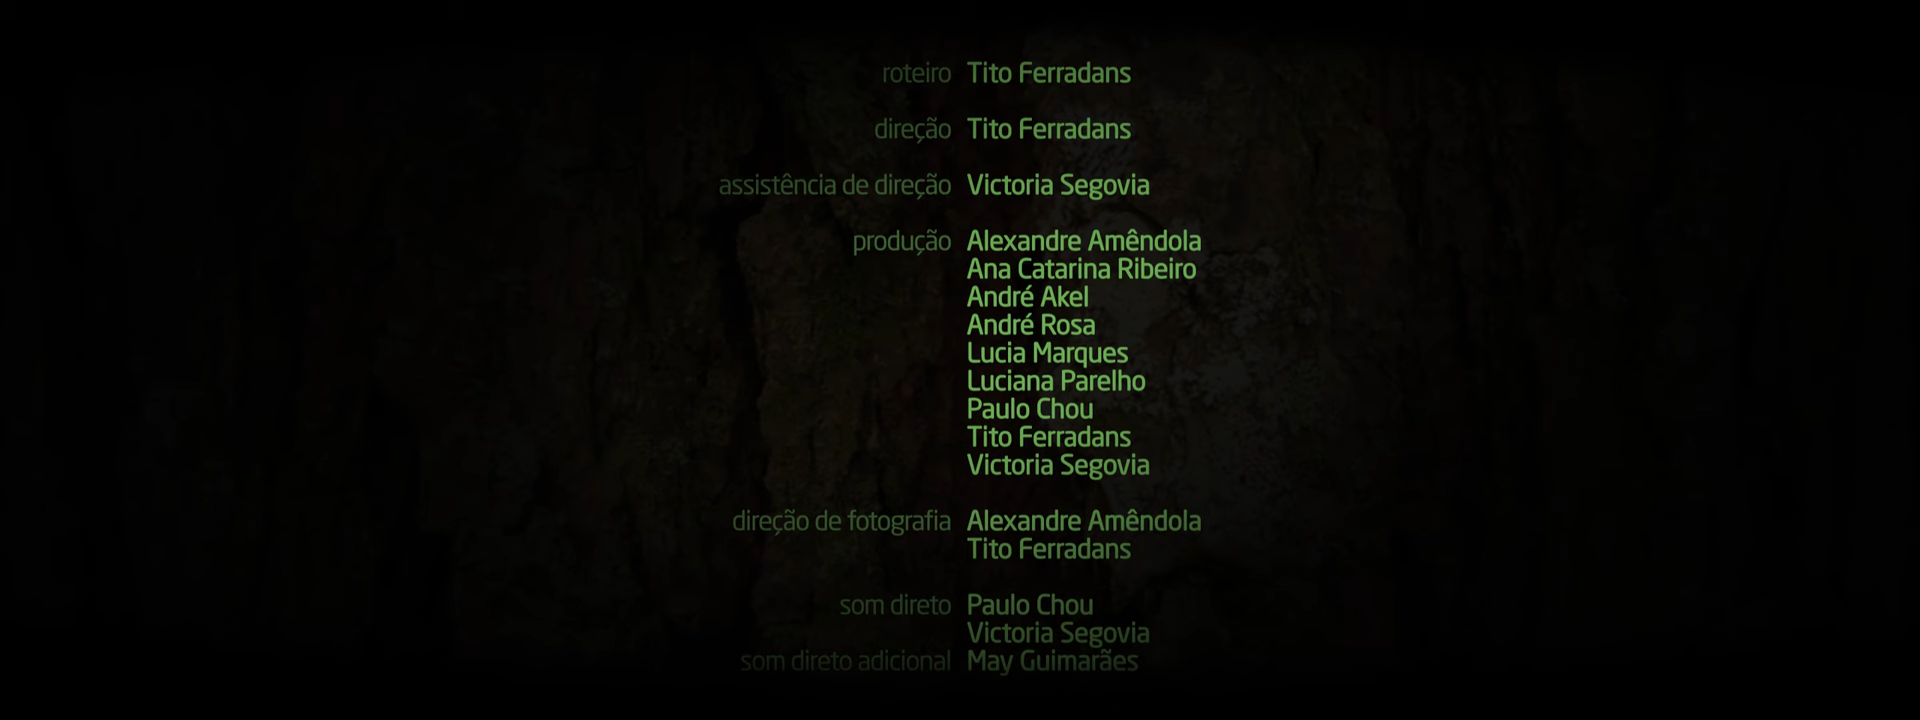 roteiro Tito Ferradans
direção Tito Ferradans
assistência de direção Victoria Segovia
produção Alexandre Amêndola
Ana Catarina Ribeiro
André Akel
André Rosa
Lucia Marques
Luciana Parelho
Paulo Chou
Tito Ferradans
Victoria Segovia
direção de fotografia Alexandre Amêndola
Tito Ferradans
som direto Paulo Chou
Victoria Segovia
som direto adicional May Guimarães